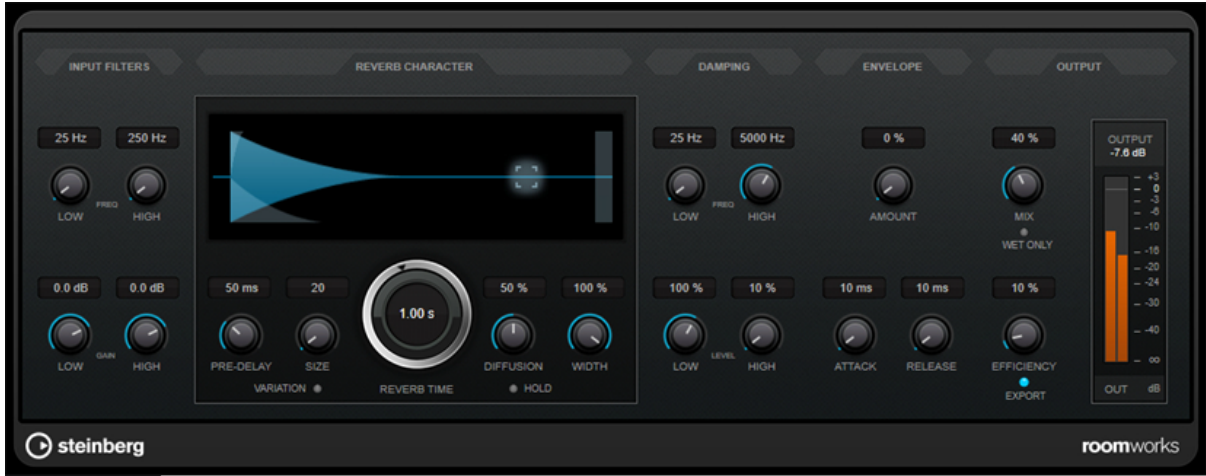 INPUT FILTERS
REVERB CHARACTER
DAMPING
ENVELOPE
OUTPUT
25 Hz
250 Hz
LOW
FREQ
HIGH
0.0 dB
0.0 dB
LOW
GAIN
HIGH
50 ms
20
1.00 s
50 %
100 %
PRE-DELAY
SIZE
DIFFUSION
WIDTH
VARIATION
REVERB TIME
HOLD
25 Hz
5000 Hz
LOW
FREQ
HIGH
100 %
10 %
LOW
LEVEL
HIGH
0 %
AMOUNT
10 ms
10 ms
ATTACK
RELEASE
40 %
MIX
WET ONLY
10 %
EFFICIENCY
EXPORT
OUTPUT
-7.6 dB
+3
0
-3
-6
-10
-16
-20
-24
-30
-40
∞
OUT dB
steinberg
roomworks